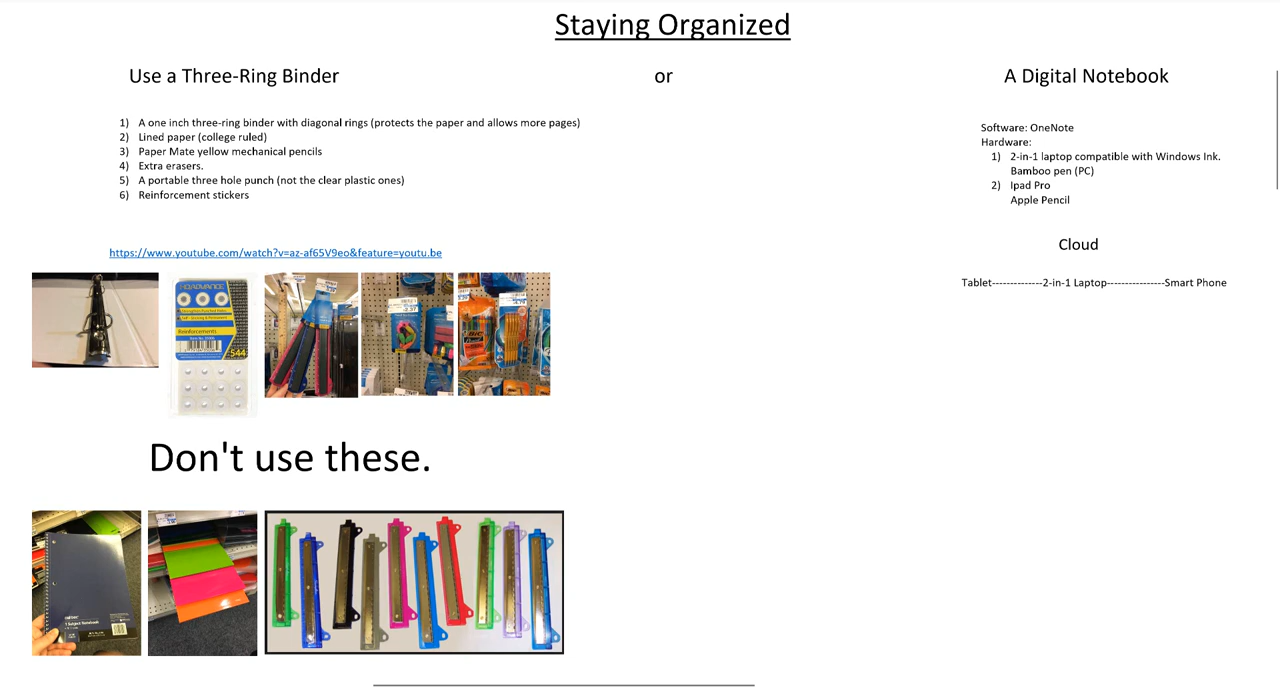 Staying Organized
Use a Three-Ring Binder
or
A Digital Notebook
1) A one inch three-ring binder with diagonal rings (protects the paper and allows more pages)
2) Lined paper (college ruled)
3) Paper Mate yellow mechanical pencils
4) Extra erasers.
5) A portable three hole punch (not the clear plastic ones)
6) Reinforcement stickers
Software: OneNote
Hardware:
1) 2-in-1 laptop compatible with Windows Ink.
Bamboo pen (PC)
2) Ipad Pro
Apple Pencil
Cloud
Tablet--------------2-in-1 Laptop----------------Smart Phone
https://www.youtube.com/watch?v=az-af65V9eo&feature=youtu.be
Reinforcements
544
Don't use these.
1 Subject Notebook